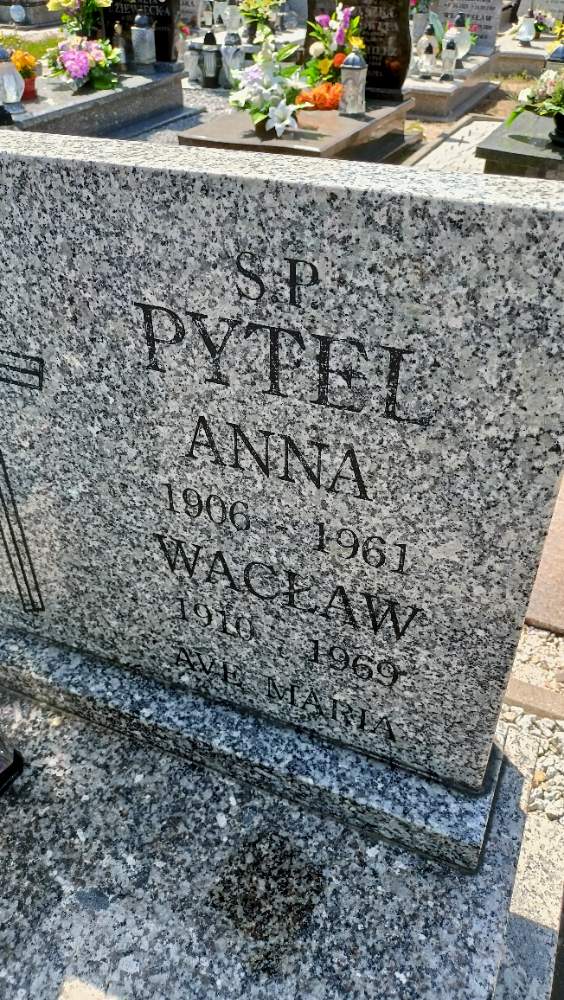 S.P
PYTEL
ANNA
1906 - 1961
WACŁAW
1910 - 1969
AVE MARIA